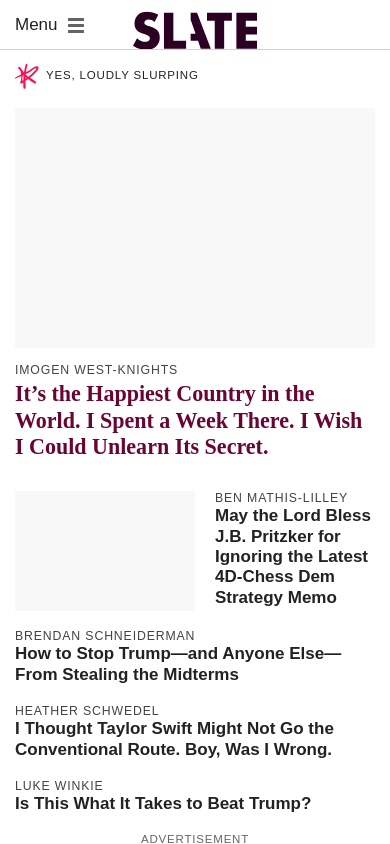 Menu
SLATE
YES, LOUDLY SLURPING
IMOGEN WEST-KNIGHTS
It’s the Happiest Country in the
World. I Spent a Week There. I Wish
I Could Unlearn Its Secret.
BEN MATHIS-LILLEY
May the Lord Bless
J.B. Pritzker for
Ignoring the Latest
4D-Chess Dem
Strategy Memo
BRENDAN SCHNEIDERMAN
How to Stop Trump—and Anyone Else—
From Stealing the Midterms
HEATHER SCHWEDEL
I Thought Taylor Swift Might Not Go the
Conventional Route. Boy, Was I Wrong.
LUKE WINKIE
Is This What It Takes to Beat Trump?
ADVERTISEMENT